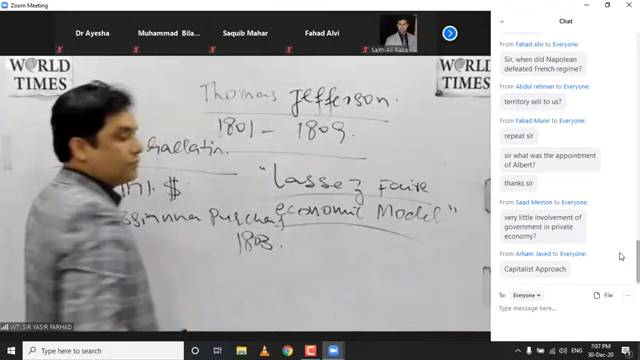 Zoom Meeting
Dr Ayesha
Muhammad Bila...
Saquib Mahar
Fahad Alvi
Saith Ali Raza
W☉RLD
TIMES
W☉RLD
TIMES
Thomas Jefferson.
1801 - 1809
Gallatin.
"Lassez Faire
economic Model"
$
1803.
WT: SIR YASIR FARHAD
Chat
From Fahad Alvi to Everyone:
Sir, when did Napolean
defeated French regime?
From Abdul rehman to Everyone:
territory sell to us?
From Fahad Munir to Everyone:
repeat sir
sir what was the appointment
of Albert?
thanks sir
From Saad Memon to Everyone:
very little involvement of
government in private
economy?
From Arham Javed to Everyone:
Capitalist Approach
To:
Everyone
File
Type message here...
Type here to search
7:07 PM
30-Dec-20